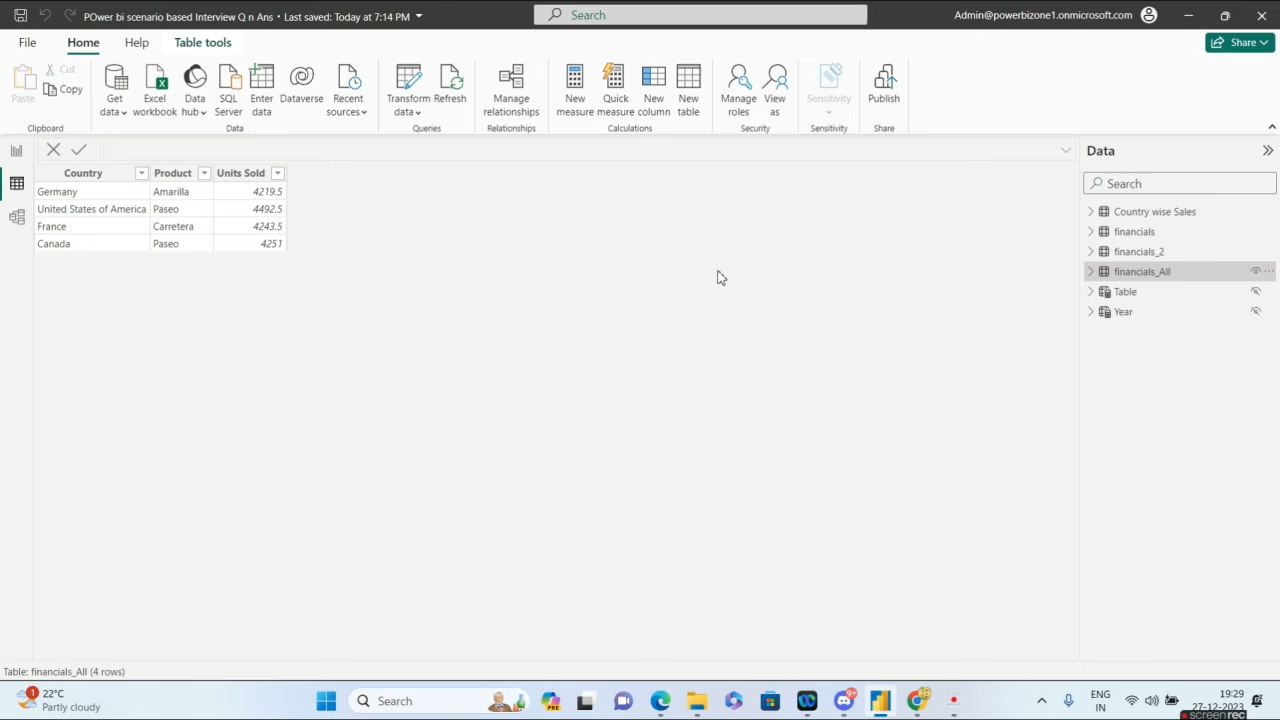 POwer bi scenario based Interview Q n Ans • Last saved: Today at 7:14 PM
Search
Admin@powerbizone1.onmicrosoft.com
File
Home
Help
Table tools
Share
Paste
Cut
Copy
Clipboard
Get data
Excel workbook
Data hub
SQL Server
Enter data
Dataverse
Recent sources
Data
Transform data
Refresh
Queries
Manage relationships
Relationships
New measure
Quick measure
New column
New table
Calculations
Manage roles
View as
Security
Sensitivity
Sensitivity
Publish
Share
Country Product Units Sold
Germany Amarilla 4219.5
United States of America Paseo 4492.5
France Carretera 4243.5
Canada Paseo 4251
Data
Search
Country wise Sales
financials
financials_2
financials_All
Table
Year
Table: financials_All (4 rows)
1
22°C
Partly cloudy
Search
PRE
9+
ENG
IN
19:29
27-12-2023
screenrec